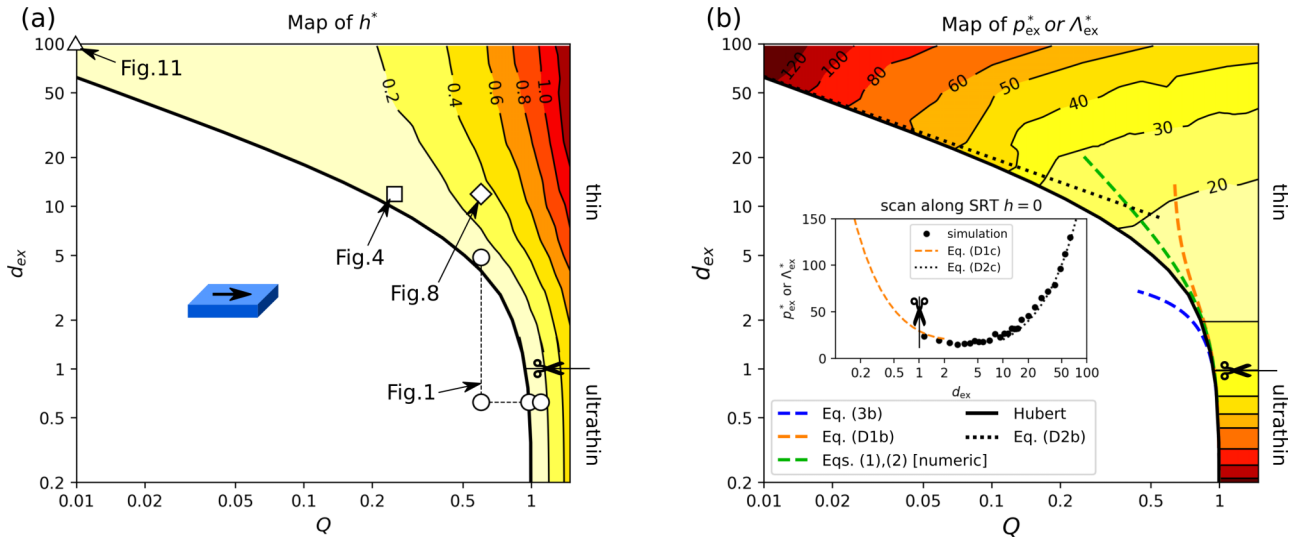 (a)
Map of h*
100
50
20
10
5
2
1
0.5
0.2
d_ex
0.01
0.05
0.1
0.2
0.5
1
Q
Fig.11
Fig.4
Fig.8
Fig.1
0.2
0.4
0.6
0.8
1.0
thin
ultrathin
(b)
Map of p*_ex or Λ*_ex
100
50
20
10
5
2
1
0.5
0.2
d_ex
0.01
0.05
0.1
0.2
0.5
1
Q
120
100
80
60
50
40
30
20
thin
ultrathin
scan along SRT h = 0
150
100
50
0
p*_ex or Λ*_ex
0.2
0.5
1
2
5
10
20
50
100
d_ex
simulation
Eq. (D1c)
Eq. (D2c)
Eq. (3b)
Eq. (D1b)
Eqs. (1),(2) [numeric]
Hubert
Eq. (D2b)